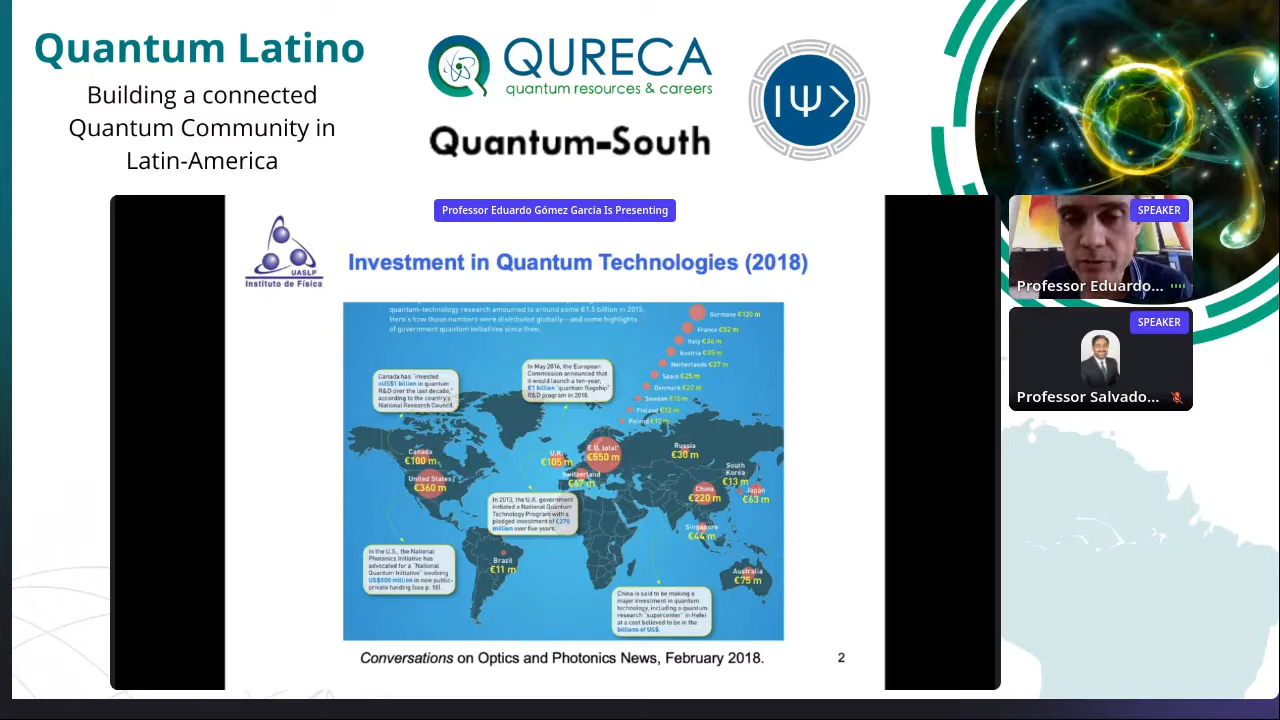 Quantum Latino
Building a connected
Quantum Community in
Latin-America
QURECA
quantum resources & careers
Quantum-South
|Ψ>
Professor Eduardo Gómez García Is Presenting
UASLP
Instituto de Física
Investment in Quantum Technologies (2018)
quantum-technology research amounted to around some €1.5 billion in 2015.
Here's how those numbers were distributed globally—and some highlights
of government quantum initiatives since then.
Germany €120 m
France €52 m
Italy €36 m
Austria €35 m
Netherlands €27 m
Spain €25 m
Denmark €22 m
Sweden €15 m
Finland €12 m
Poland €12 m
Canada has "invested
>US$1 billion in quantum
R&D over the last decade,"
according to the country's
National Research Council.
In May 2016, the European
Commission announced that
it would launch a ten-year,
€1 billion "quantum flagship"
R&D program in 2018.
Canada
€100 m
United States
€360 m
U.K.
€105 m
E.U. total*
€550 m
Switzerland
€67 m
Russia
€30 m
South
Korea
€13 m
China
€220 m
Japan
€63 m
Singapore
€44 m
Australia
€75 m
Brazil
€11 m
In 2013, the U.K. government
initiated a National Quantum
Technology Program with a
pledged investment of £270
million over five years.
In the U.S., the National
Photonics Initiative has
advocated for a "National
Quantum Initiative" involving
US$500 million in new public-
private funding (see p. 18).
China is said to be making a
major investment in quantum
technology, including a quantum
research "supercenter" in Hefei
at a cost believed to be in the
billions of US$.
Conversations on Optics and Photonics News, February 2018.
2
SPEAKER
Professor Eduardo...
SPEAKER
Professor Salvado...